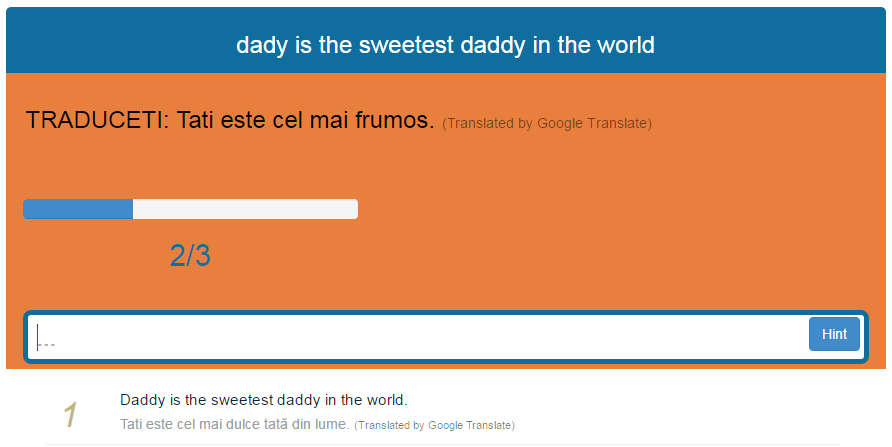 dady is the sweetest daddy in the world
TRADUCETI: Tati este cel mai frumos. (Translated by Google Translate)
2/3
...
Hint
1
Daddy is the sweetest daddy in the world.
Tati este cel mai dulce tată din lume. (Translated by Google Translate)